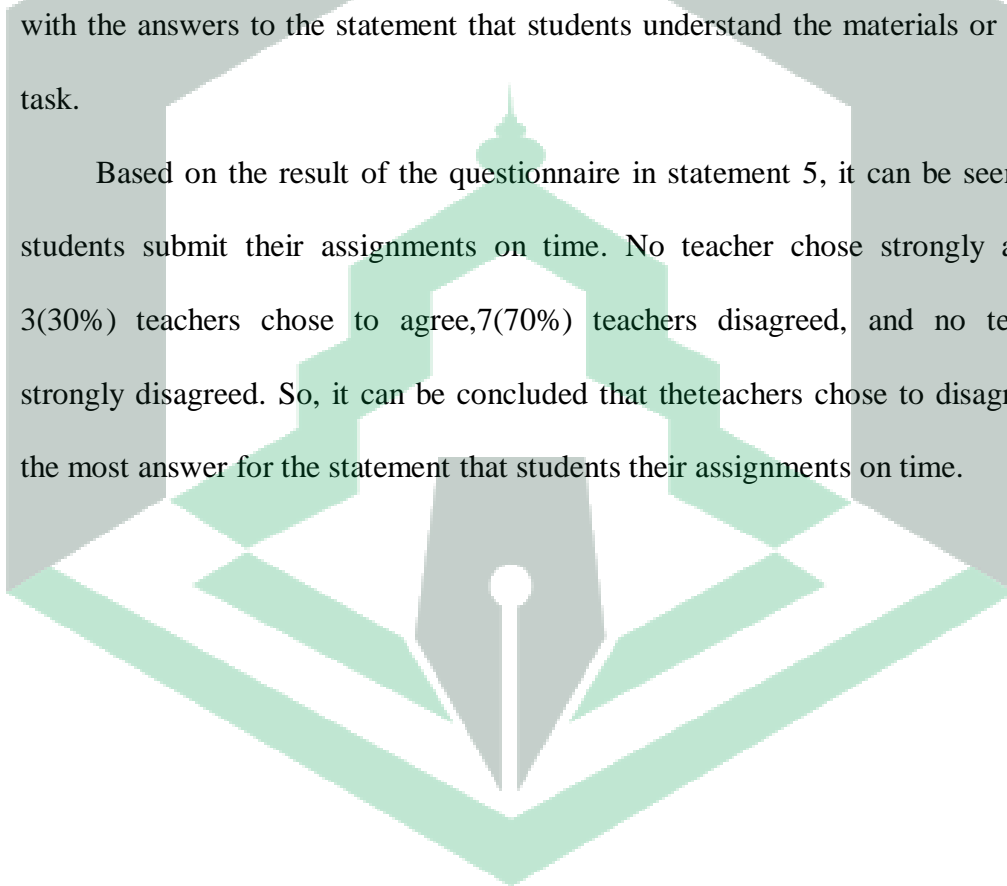 with the answers to the statement that students understand the materials or
task.
Based on the result of the questionnaire in statement 5, it can be seen
students submit their assignments on time. No teacher chose strongly
3(30%) teachers chose to agree,7(70%) teachers disagreed, and no
strongly disagreed. So, it can be concluded that theteachers chose to
the most answer for the statement that students their assignments on time.